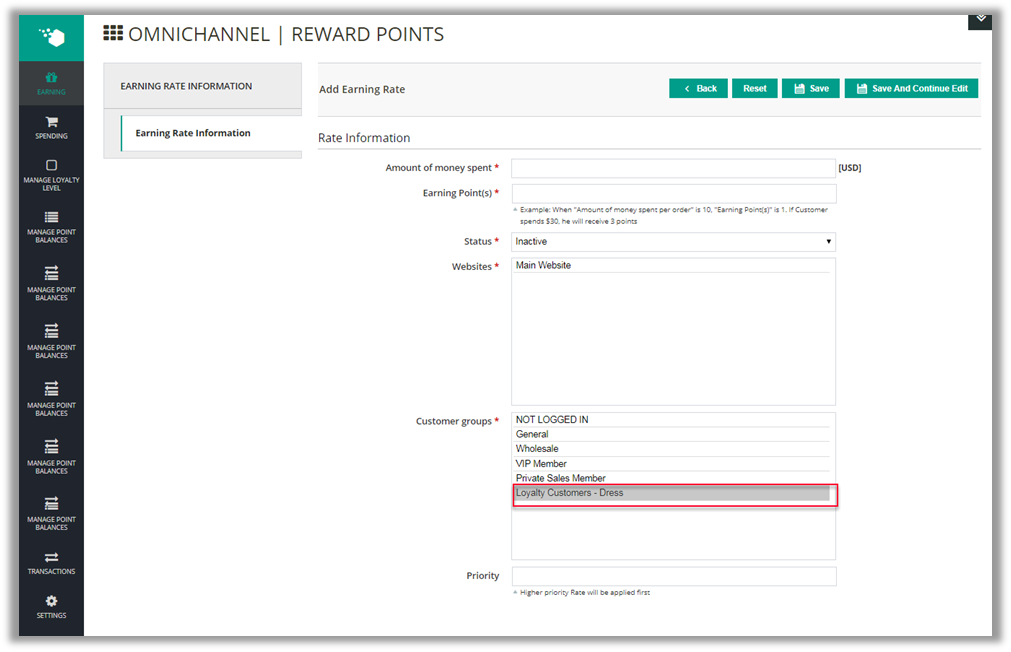 OMNICHANNEL | REWARD POINTS
EARNING
SPENDING
MANAGE LOYALTY
LEVEL
MANAGE POINT
BALANCES
MANAGE POINT
BALANCES
MANAGE POINT
BALANCES
MANAGE POINT
BALANCES
MANAGE POINT
BALANCES
MANAGE POINT
BALANCES
TRANSACTIONS
SETTINGS
EARNING RATE INFORMATION
Earning Rate Information
Add Earning Rate
Back
Reset
Save
Save And Continue Edit
Rate Information
Amount of money spent * [USD]
Earning Point(s) *
Example: When "Amount of money spent per order" is 10, "Earning Point(s)" is 1. If Customer
spends $30, he will receive 3 points
Status * Inactive
Websites * Main Website
Customer groups * NOT LOGGED IN
General
Wholesale
VIP Member
Private Sales Member
Loyalty Customers - Dress
Priority
Higher priority Rate will be applied first